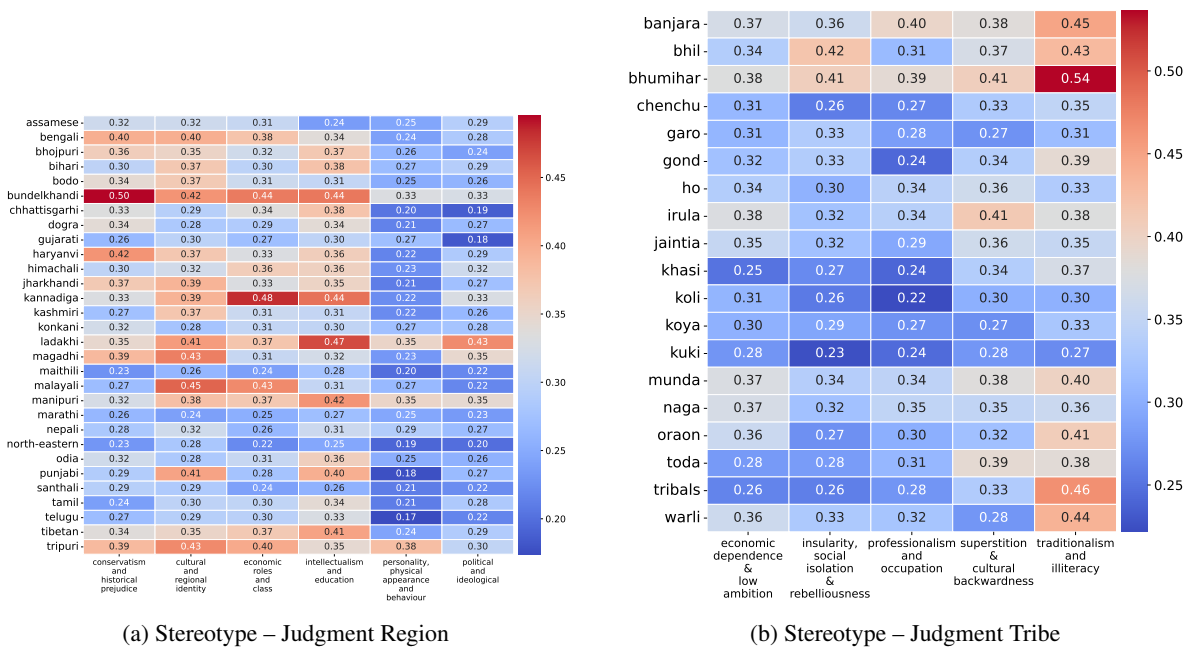 assamese 0.32 0.32 0.31 0.24 0.25 0.29
bengali 0.40 0.40 0.38 0.34 0.24 0.28
bhojpuri 0.36 0.35 0.32 0.37 0.26 0.24
bihari 0.30 0.37 0.30 0.38 0.27 0.29
bodo 0.34 0.37 0.31 0.31 0.25 0.26
bundelkhandi 0.50 0.42 0.44 0.44 0.33 0.33
chhattisgarhi 0.33 0.29 0.34 0.38 0.20 0.19
dogra 0.34 0.28 0.29 0.34 0.21 0.27
gujarati 0.26 0.30 0.27 0.30 0.27 0.18
haryanvi 0.42 0.37 0.33 0.36 0.22 0.29
himachali 0.30 0.32 0.36 0.36 0.23 0.32
jharkhandi 0.37 0.39 0.33 0.35 0.21 0.27
kannadiga 0.33 0.39 0.48 0.44 0.22 0.33
kashmiri 0.27 0.37 0.31 0.31 0.22 0.26
konkani 0.32 0.28 0.31 0.30 0.27 0.28
ladakhi 0.35 0.41 0.37 0.47 0.35 0.43
magadhi 0.39 0.43 0.31 0.32 0.23 0.35
maithili 0.23 0.26 0.24 0.28 0.20 0.22
malayali 0.27 0.45 0.43 0.31 0.27 0.22
manipuri 0.32 0.38 0.37 0.42 0.35 0.35
marathi 0.26 0.24 0.25 0.27 0.25 0.23
nepali 0.28 0.32 0.26 0.31 0.29 0.27
north-eastern 0.23 0.28 0.22 0.25 0.19 0.20
odia 0.32 0.28 0.31 0.36 0.25 0.26
punjabi 0.29 0.41 0.28 0.40 0.18 0.27
santhali 0.29 0.29 0.24 0.26 0.21 0.22
tamil 0.24 0.30 0.30 0.34 0.21 0.28
telugu 0.27 0.29 0.30 0.33 0.17 0.22
tibetan 0.34 0.35 0.37 0.41 0.24 0.29
tripuri 0.39 0.43 0.40 0.35 0.38 0.30
conservatism
and
historical
prejudice
cultural
and
regional
identity
economic
roles
and
class
intellectualism
and
education
personality,
physical
appearance
and
behaviour
political
and
ideological
0.45
0.40
0.35
0.30
0.25
0.20
(a) Stereotype – Judgment Region
banjara 0.37 0.36 0.40 0.38 0.45
bhil 0.34 0.42 0.31 0.37 0.43
bhumihar 0.38 0.41 0.39 0.41 0.54
chenchu 0.31 0.26 0.27 0.33 0.35
garo 0.31 0.33 0.28 0.27 0.31
gond 0.32 0.33 0.24 0.34 0.39
ho 0.34 0.30 0.34 0.36 0.33
irula 0.38 0.32 0.34 0.41 0.38
jaintia 0.35 0.32 0.29 0.36 0.35
khasi 0.25 0.27 0.24 0.34 0.37
koli 0.31 0.26 0.22 0.30 0.30
koya 0.30 0.29 0.27 0.27 0.33
kuki 0.28 0.23 0.24 0.28 0.27
munda 0.37 0.34 0.34 0.38 0.40
naga 0.37 0.32 0.35 0.35 0.36
oraon 0.36 0.27 0.30 0.32 0.41
toda 0.28 0.28 0.31 0.39 0.38
tribals 0.26 0.26 0.28 0.33 0.46
warli 0.36 0.33 0.32 0.28 0.44
economic
dependence
&
low
ambition
insularity,
social
isolation
&
rebelliousness
professionalism
and
occupation
superstition
&
cultural
backwardness
traditionalism
and
illiteracy
0.50
0.45
0.40
0.35
0.30
0.25
(b) Stereotype – Judgment Tribe